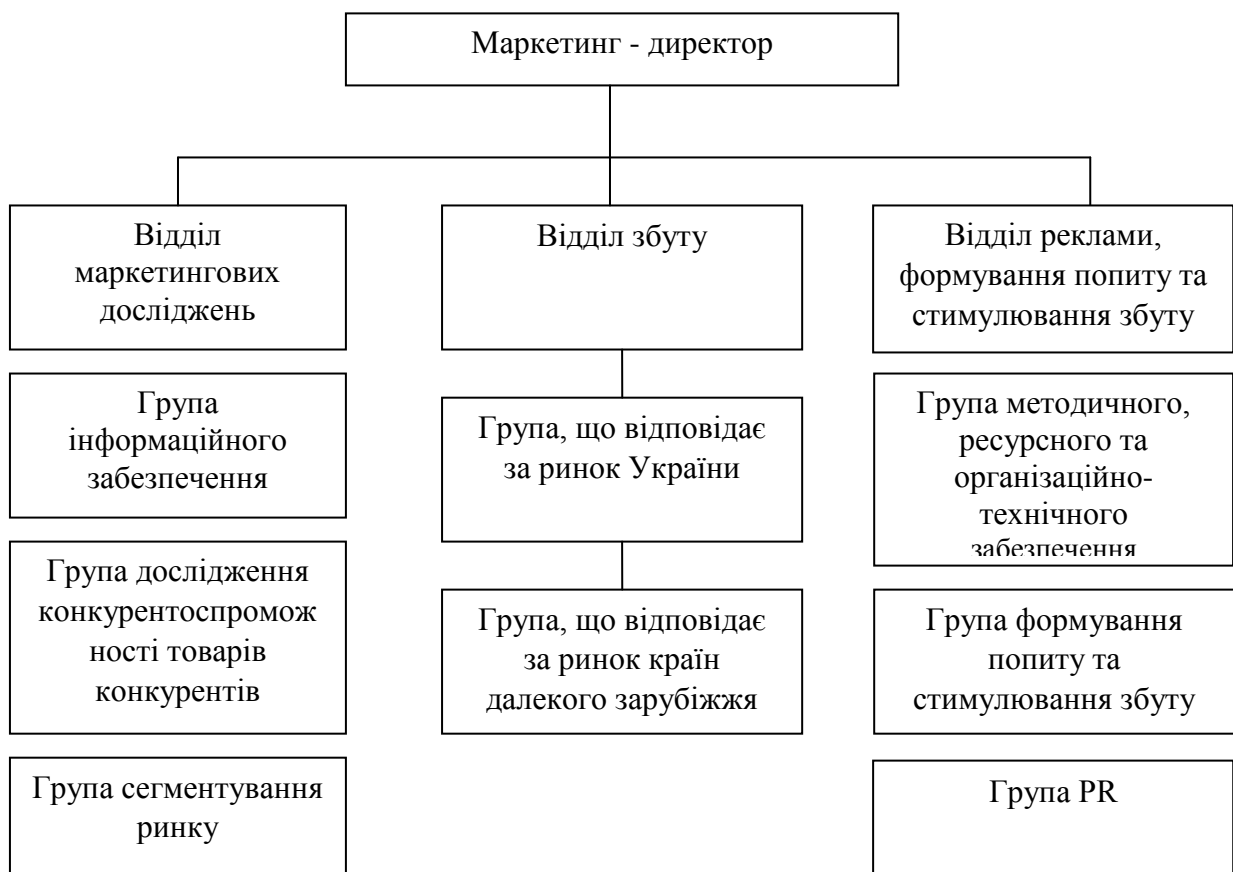 Маркетинг - директор
Відділ
маркетингових
досліджень
Відділ збуту
Відділ реклами,
формування попиту та
стимулювання збуту
Група
інформаційного
забезпечення
Група, що відповідає
за ринок України
Група методичного,
ресурсного та
організаційно-
технічного
забезпечення
Група дослідження
конкурентоспромож
ності товарів
конкурентів
Група, що відповідає
за ринок країн
далекого зарубіжжя
Група формування
попиту та
стимулювання збуту
Група сегментування
ринку
Група PR